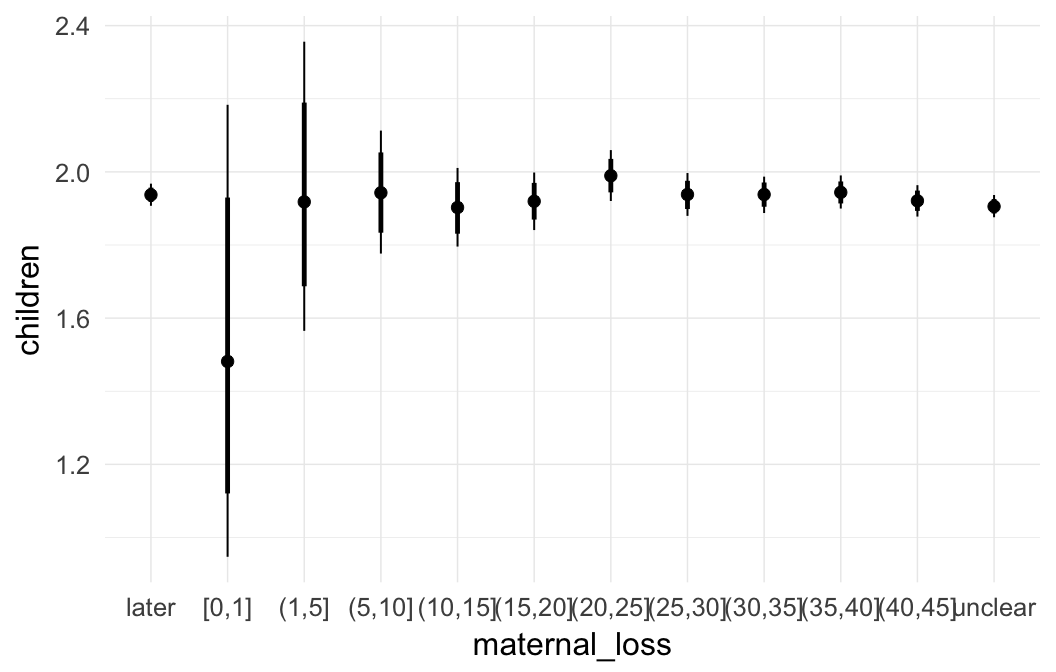 2.4
2.0
1.6
1.2
children
later [0,1] (1,5] (5,10] (10,15] (15,20] (20,25] (25,30] (30,35] (35,40] (40,45] unclear
maternal_loss